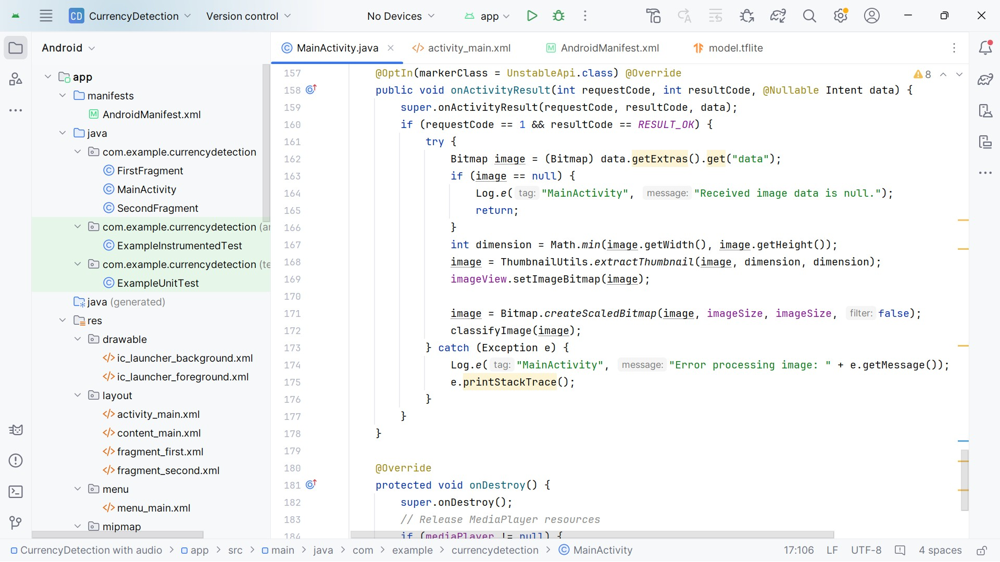 CD CurrencyDetection Version control No Devices app
Android
app
manifests
AndroidManifest.xml
java
com.example.currencydetection
FirstFragment
MainActivity
SecondFragment
com.example.currencydetection (ar
ExampleInstrumentedTest
com.example.currencydetection (te
ExampleUnitTest
java (generated)
res
drawable
ic_launcher_background.xml
ic_launcher_foreground.xml
layout
activity_main.xml
content_main.xml
fragment_first.xml
fragment_second.xml
menu
menu_main.xml
mipmap
MainActivity.java activity_main.xml AndroidManifest.xml model.tflite
8
157 @OptIn(markerClass = UnstableApi.class) @Override
158 public void onActivityResult(int requestCode, int resultCode, @Nullable Intent data) {
159 super.onActivityResult(requestCode, resultCode, data);
160 if (requestCode == 1 && resultCode == RESULT_OK) {
161 try {
162 Bitmap image = (Bitmap) data.getExtras().get("data");
163 if (image == null) {
164 Log.e( tag: "MainActivity", message: "Received image data is null.");
165 return;
166 }
167 int dimension = Math.min(image.getWidth(), image.getHeight());
168 image = ThumbnailUtils.extractThumbnail(image, dimension, dimension);
169 imageView.setImageBitmap(image);
170
171 image = Bitmap.createScaledBitmap(image, imageSize, imageSize, filter: false);
172 classifyImage(image);
173 } catch (Exception e) {
174 Log.e( tag: "MainActivity", message: "Error processing image: " + e.getMessage());
175 e.printStackTrace();
176 }
177 }
178 }
179
180 @Override
181 protected void onDestroy() {
182 super.onDestroy();
183 // Release MediaPlayer resources
184 if (mediaPlayer != null) {
CurrencyDetection with audio > app > src > main > java > com > example > currencydetection > MainActivity 17:106 LF UTF-8 4 spaces